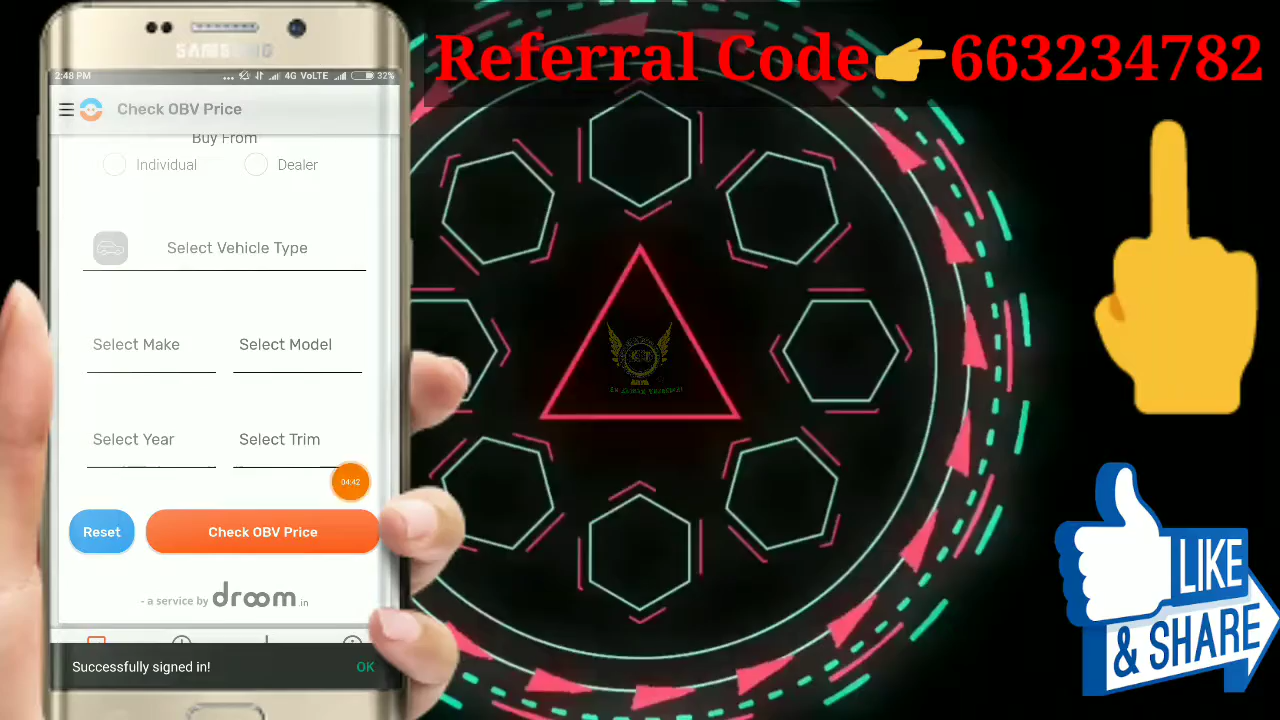 Referral Code👉663234782
SAMSUNG
2:48 PM
... 4G VoLTE 32%
Check OBV Price
Buy From
Individual Dealer
Select Vehicle Type
Select Make Select Model
Select Year Select Trim
04:42
Reset Check OBV Price
- a service by droom.in
Successfully signed in! OK
LIKE
& SHARE